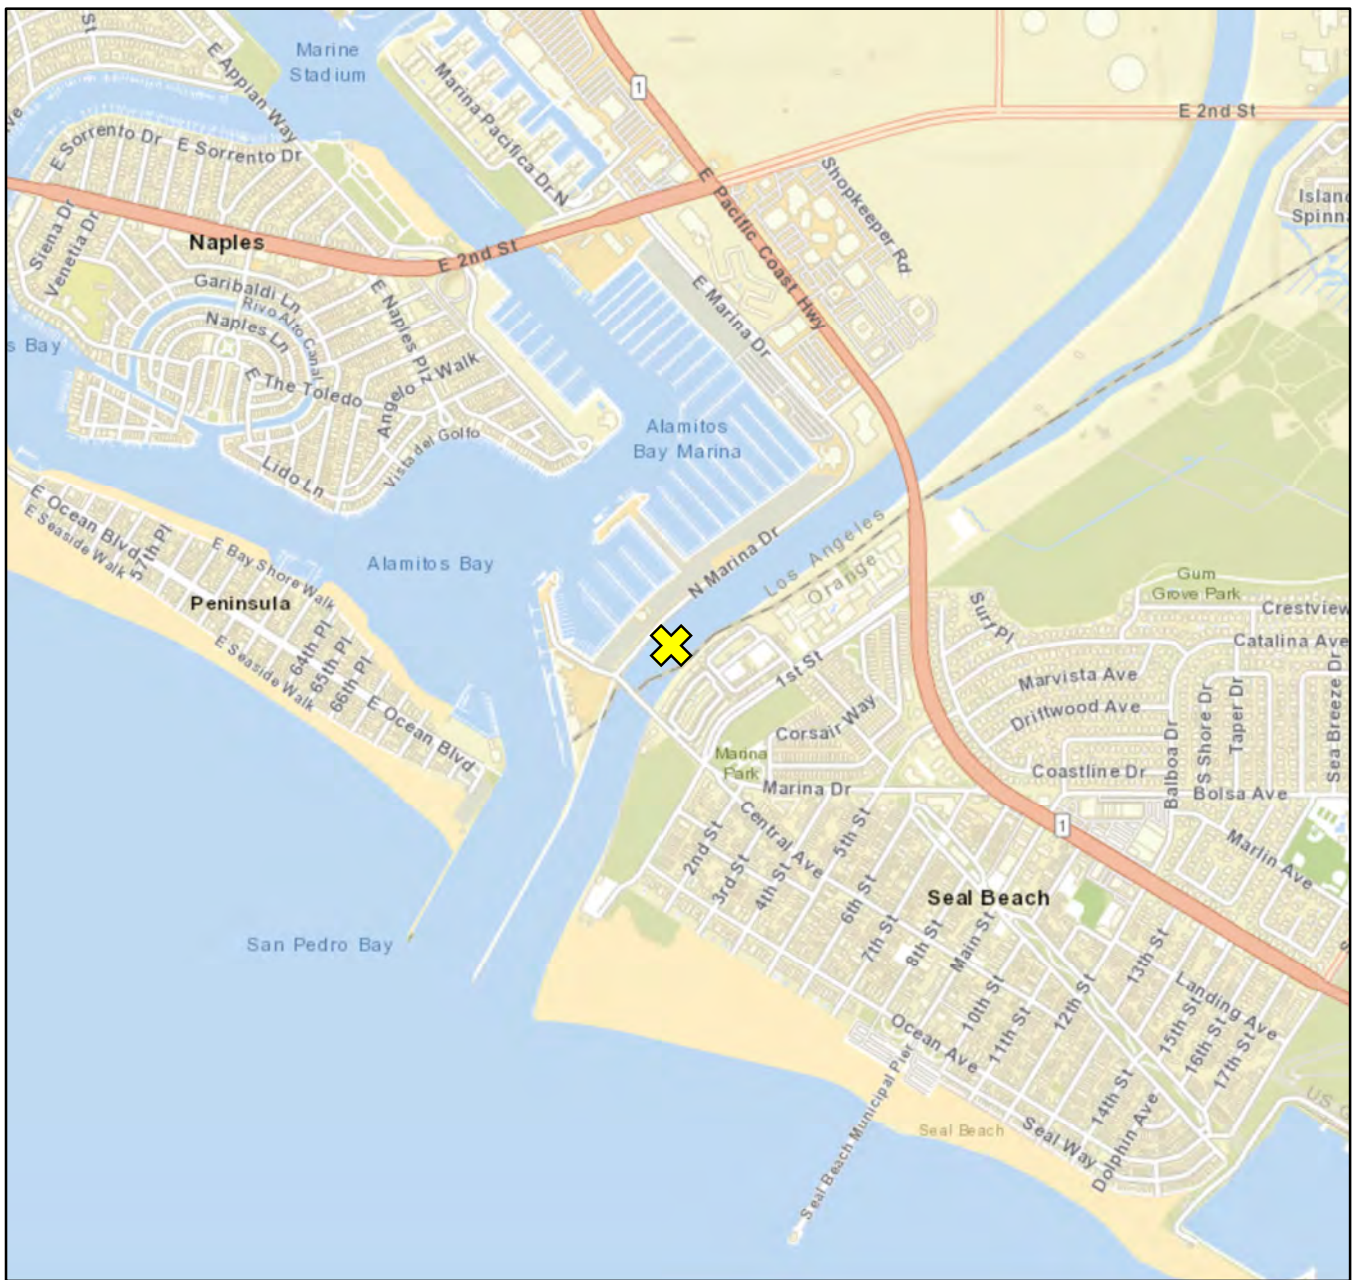 St
E Appian Way
Marine
Stadium
Marina Pacifica Dr N
1
E 2nd St
ve
E Sorrento Dr
E Sorrento Dr
Shopkeeper Rd
E Pacific Coast Hwy
Island
Spinna
Siena Dr
Venetia Dr
Naples
E 2nd St
Garibaldi Ln
Rivo Alto Canal
Naples Ln
E Naples Pl
E Marina Dr
s Bay
E The Toledo
Angelo Walk
N
Vista del Golfo
Lido Ln
Alamitos
Bay Marina
E Ocean Blvd
E Seaside Walk
57th Pl
E Bay Shore Walk
Alamitos Bay
N Marina Dr
Los Angeles
Orange
Gum
Grove Park
Crestview
Peninsula
64th Pl
65th Pl
66th Pl
E Seaside Walk
E Ocean Blvd
Sury Pl
Catalina Ave
1st St
Marvista Ave
Driftwood Ave
Corsair Way
Balboa Dr
S Shore Dr
Taper Dr
Sea Breeze Dr
Marina
Park
Marina Dr
Coastline Dr
Bolsa Ave
1
Central Ave
2nd St
3rd St
4th St
5th St
Marlin Ave
6th St
7th St
8th St
Main St
Seal Beach
San Pedro Bay
S
10th St
11th St
12th St
13th St
Landing Ave
15th St
16th St
17th St
Ocean Ave
14th St
Dolphin Ave
Seal Way
Seal Beach
Seal Beach Municipal Pier
US